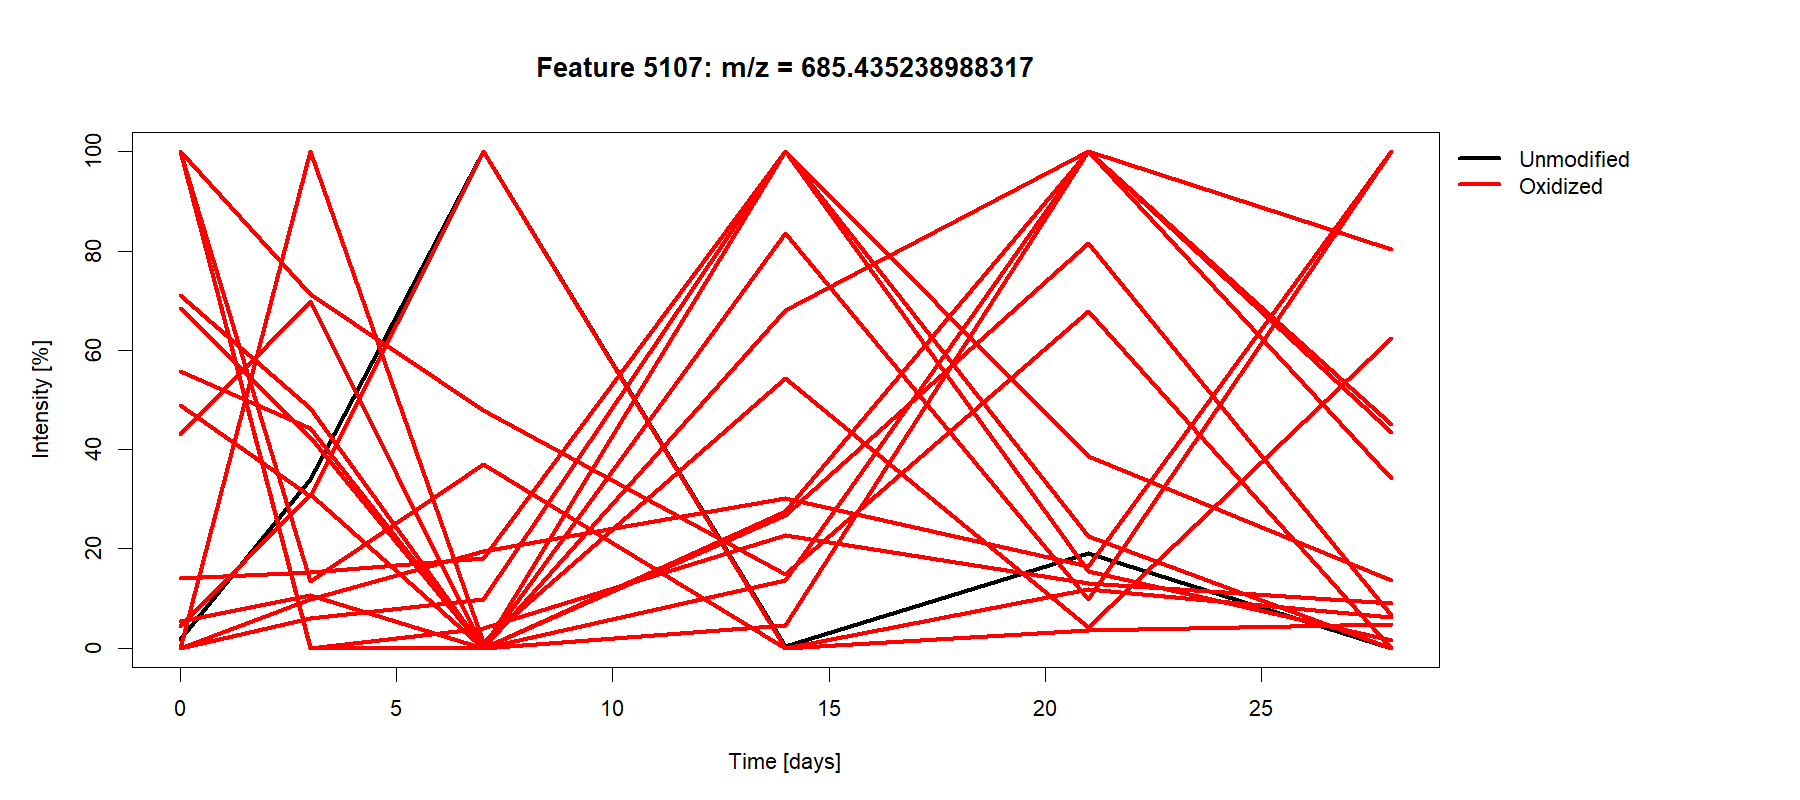 Feature 5107: m/z = 685.435238988317
Unmodified
Oxidized
Intensity [%]
100
80
60
40
20
0
0 5 10 15 20 25
Time [days]